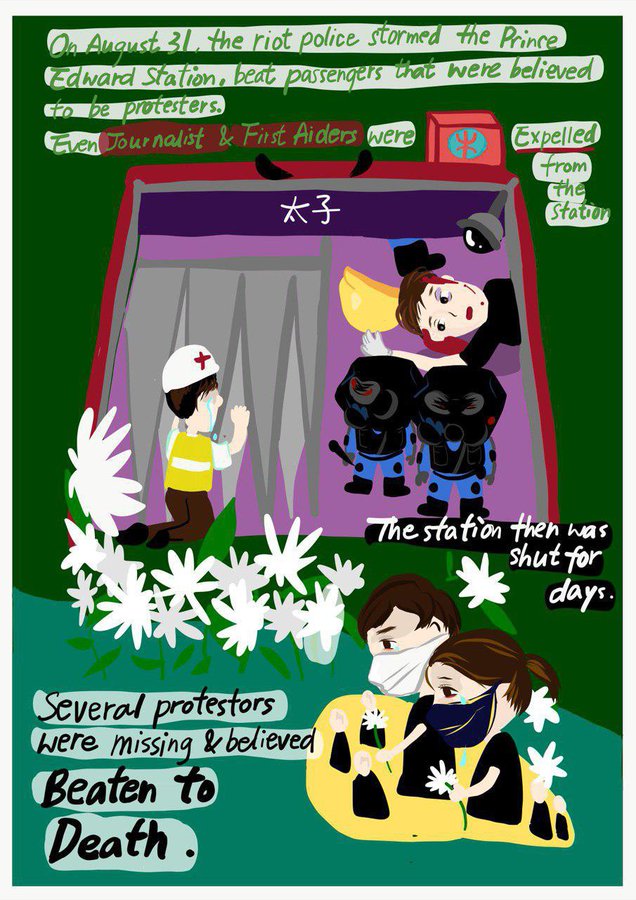 On August 31, the riot police stormed the Prince
Edward Station, beat passengers that were believed
to be protesters.
Even Journalist & First Aiders were Expelled
from
the
station
太子
The station then was
shut for
days.
Several protestors
were missing & believed
Beaten to
Death.